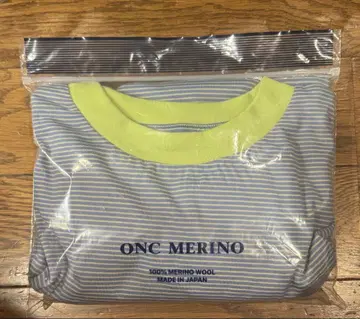 ONC MERINO
100% MERINO WOOL
MADE IN JAPAN